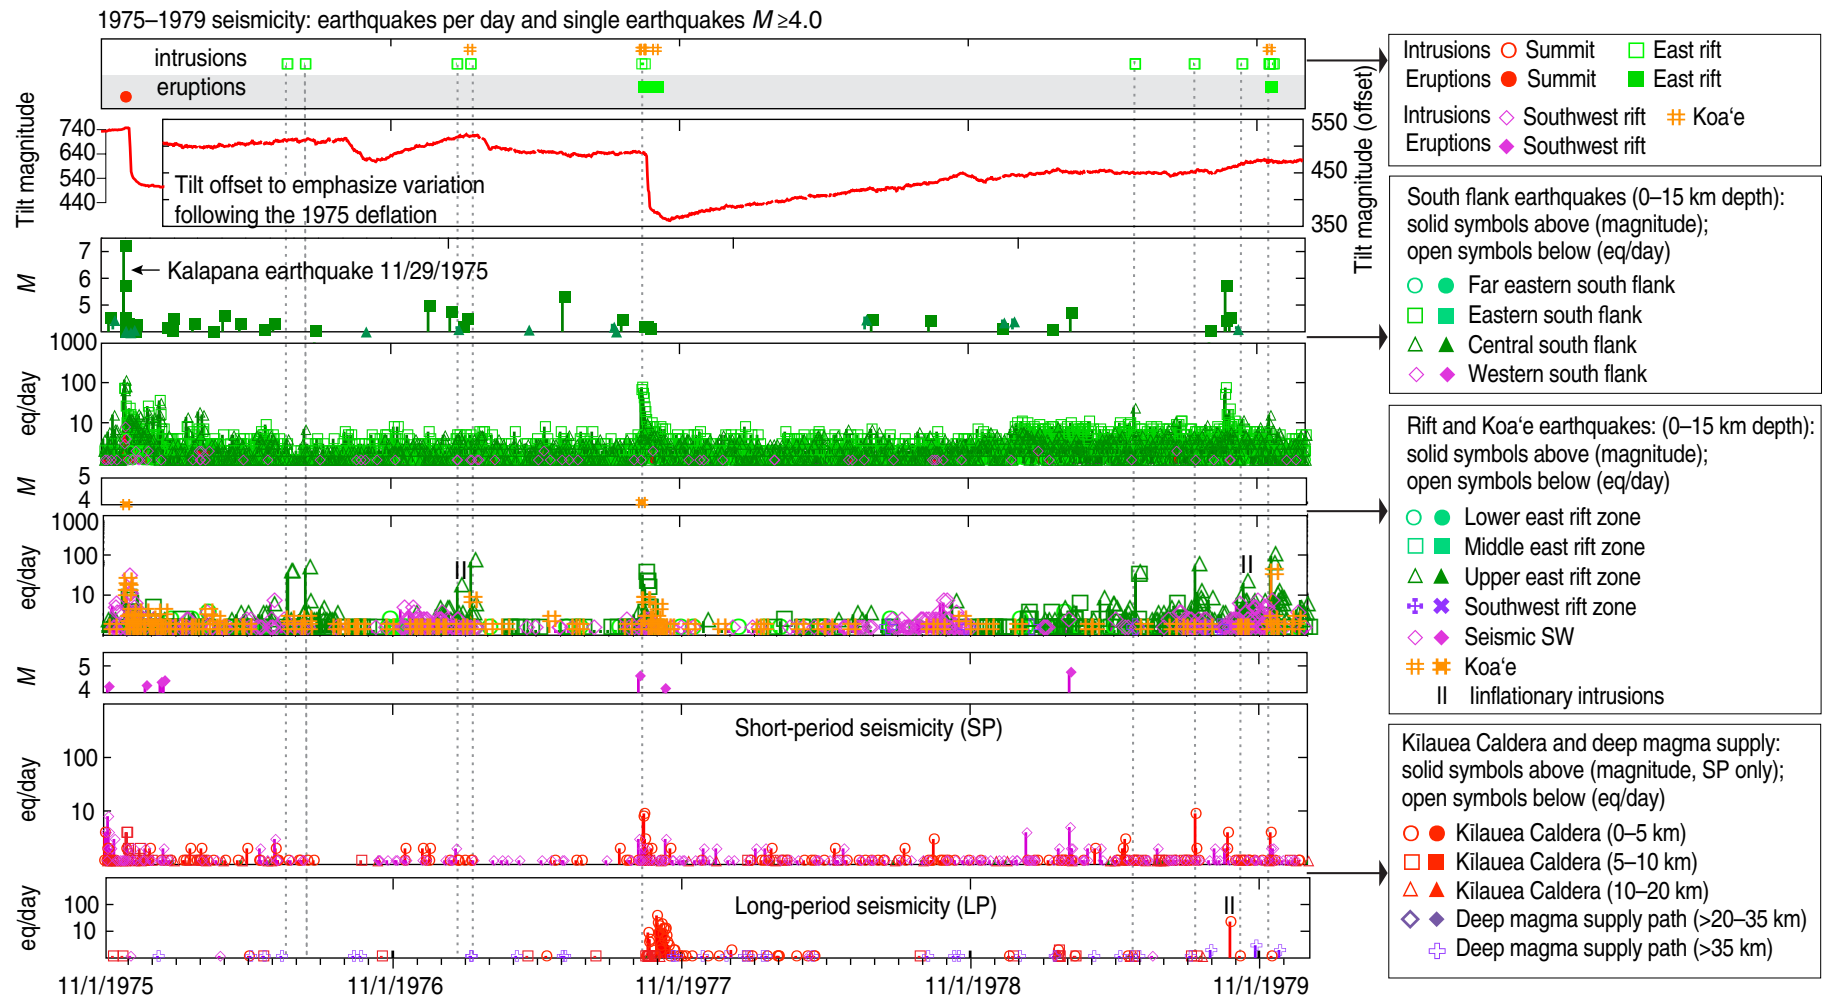 1975–1979 seismicity: earthquakes per day and single earthquakes M ≥4.0
intrusions
eruptions
Tilt magnitude
740
640
540
440
Tilt offset to emphasize variation
following the 1975 deflation
550
450
350
Tilt magnitude (offset)
M
7
6
5
Kalapana earthquake 11/29/1975
eq/day
1000
100
10
M
5
4
eq/day
1000
100
10
II
II
M
5
4
eq/day
100
10
Short-period seismicity (SP)
eq/day
100
10
Long-period seismicity (LP)
II
11/1/1975
11/1/1976
11/1/1977
11/1/1978
11/1/1979
Intrusions Summit East rift
Eruptions Summit East rift
Intrusions Southwest rift Koa‘e
Eruptions Southwest rift
South flank earthquakes (0–15 km depth):
solid symbols above (magnitude);
open symbols below (eq/day)
Far eastern south flank
Eastern south flank
Central south flank
Western south flank
Rift and Koa‘e earthquakes: (0–15 km depth):
solid symbols above (magnitude);
open symbols below (eq/day)
Lower east rift zone
Middle east rift zone
Upper east rift zone
Southwest rift zone
Seismic SW
Koa‘e
II Iinflationary intrusions
Kīlauea Caldera and deep magma supply:
solid symbols above (magnitude, SP only);
open symbols below (eq/day)
Kīlauea Caldera (0–5 km)
Kīlauea Caldera (5–10 km)
Kīlauea Caldera (10–20 km)
Deep magma supply path (>20–35 km)
Deep magma supply path (>35 km)